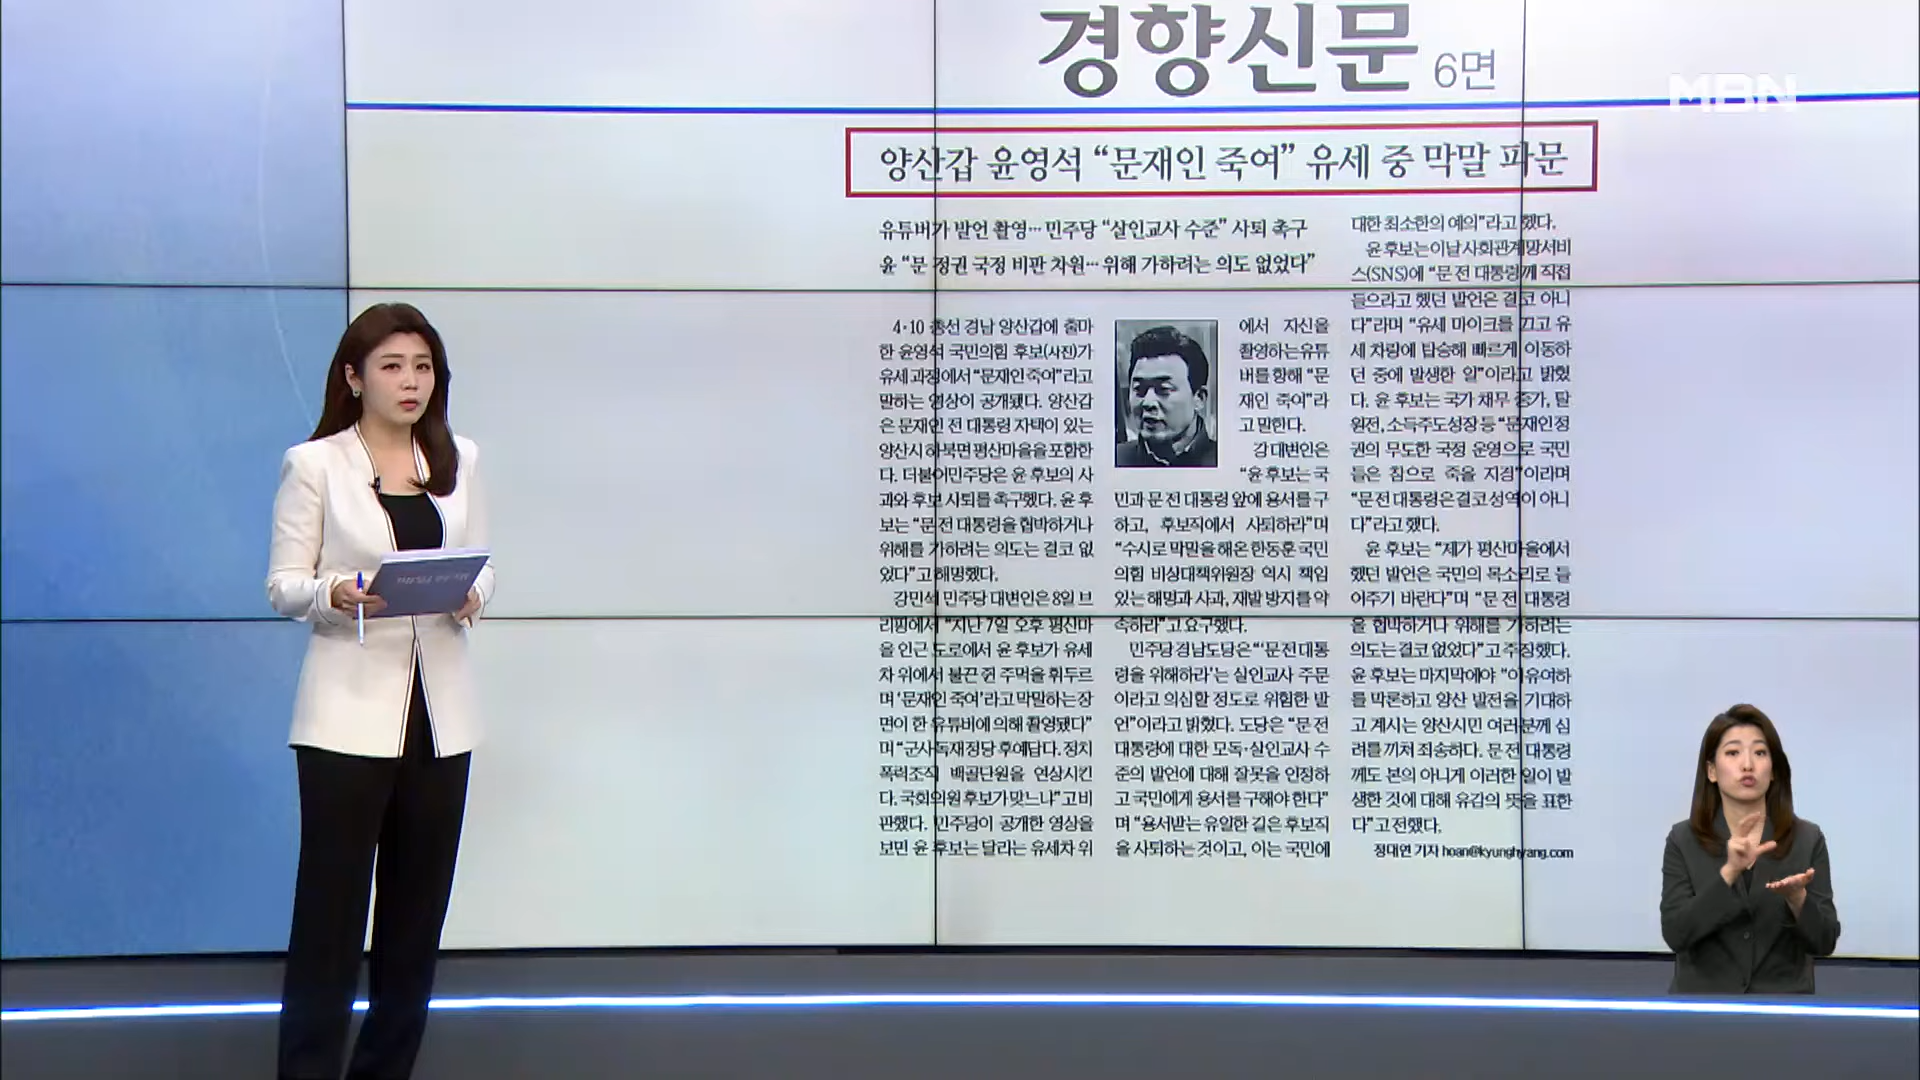 경향신문 6면
MBN
양산갑 윤영석 “문재인 죽여” 유세 중 막말 파문
유튜버가 발언 촬영…민주당 “살인교사 수준” 사퇴 촉구
윤 “문 정권 국정 비판 차원…위해 가하려는 의도 없었다”
4·10 총선 경남 양산갑에 출마
한 윤영석 국민의힘 후보(사진)가
유세 과정에서 “문재인 죽여”라고
말하는 영상이 공개됐다. 양산갑
은 문재인 전 대통령 자택이 있는
양산시 하북면 평산마을을 포함한
다. 더불어민주당은 윤 후보의 사
과와 후보 사퇴를 촉구했다. 윤 후
보는 “문 전 대통령을 협박하거나
위해를 가하려는 의도는 결코 없
었다”고 해명했다.
강민석 민주당 대변인은 8일 브
리핑에서 “지난 7일 오후 평산마
을 인근 도로에서 윤 후보가 유세
차 위에서 불끈 쥔 주먹을 휘두르
며 ‘문재인 죽여’라고 막말하는 장
면이 한 유튜버에 의해 촬영됐다”
며 “군사독재정당 후예답다. 정치
폭력조직 백골단원을 연상시킨
다. 국회의원 후보가 맞느냐”고 비
판했다. 민주당이 공개한 영상을
보면 윤 후보는 달리는 유세차 위
에서 자신을
촬영하는 유튜
버를 향해 “문
재인 죽여”라
고 말한다.
강 대변인은
“윤 후보는 국
민과 문 전 대통령 앞에 용서를 구
하고, 후보직에서 사퇴하라”며
“수시로 막말을 해온 한동훈 국민
의힘 비상대책위원장 역시 책임
있는 해명과 사과, 재발 방지를 약
속하라”고 요구했다.
민주당 경남도당은 “‘문 전 대통
령을 위해하라’는 살인교사 주문
이라고 의심할 정도로 위험한 발
언”이라고 밝혔다. 도당은 “문 전
대통령에 대한 모독·살인교사 수
준의 발언에 대해 잘못을 인정하
고 국민에게 용서를 구해야 한다”
며 “용서받는 유일한 길은 후보직
을 사퇴하는 것이고, 이는 국민에
대한 최소한의 예의”라고 했다.
윤 후보는 이날 사회관계망서비
스(SNS)에 “문 전 대통령께 직접
들으라고 했던 발언은 결코 아니
다”라며 “유세 마이크를 끄고 유
세 차량에 탑승해 빠르게 이동하
던 중에 발생한 일”이라고 밝혔
다. 윤 후보는 국가 채무 증가, 탈
원전, 소득주도성장 등 “문재인 정
권의 무도한 국정 운영으로 국민
들은 참으로 죽을 지경”이라며
“문 전 대통령은 결코 성역이 아니
다”라고 했다.
윤 후보는 “제가 평산마을에서
했던 발언은 국민의 목소리로 들
어주기 바란다”며 “문 전 대통령
을 협박하거나 위해를 가하려는
의도는 결코 없었다”고 주장했다.
윤 후보는 마지막에야 “이유여하
를 막론하고 양산 발전을 기대하
고 계시는 양산시민 여러분께 심
려를 끼쳐 죄송하다. 문 전 대통령
께도 본의 아니게 이러한 일이 발
생한 것에 대해 유감의 뜻을 표한
다”고 전했다.
정대연 기자 hoan@kyunghyang.com